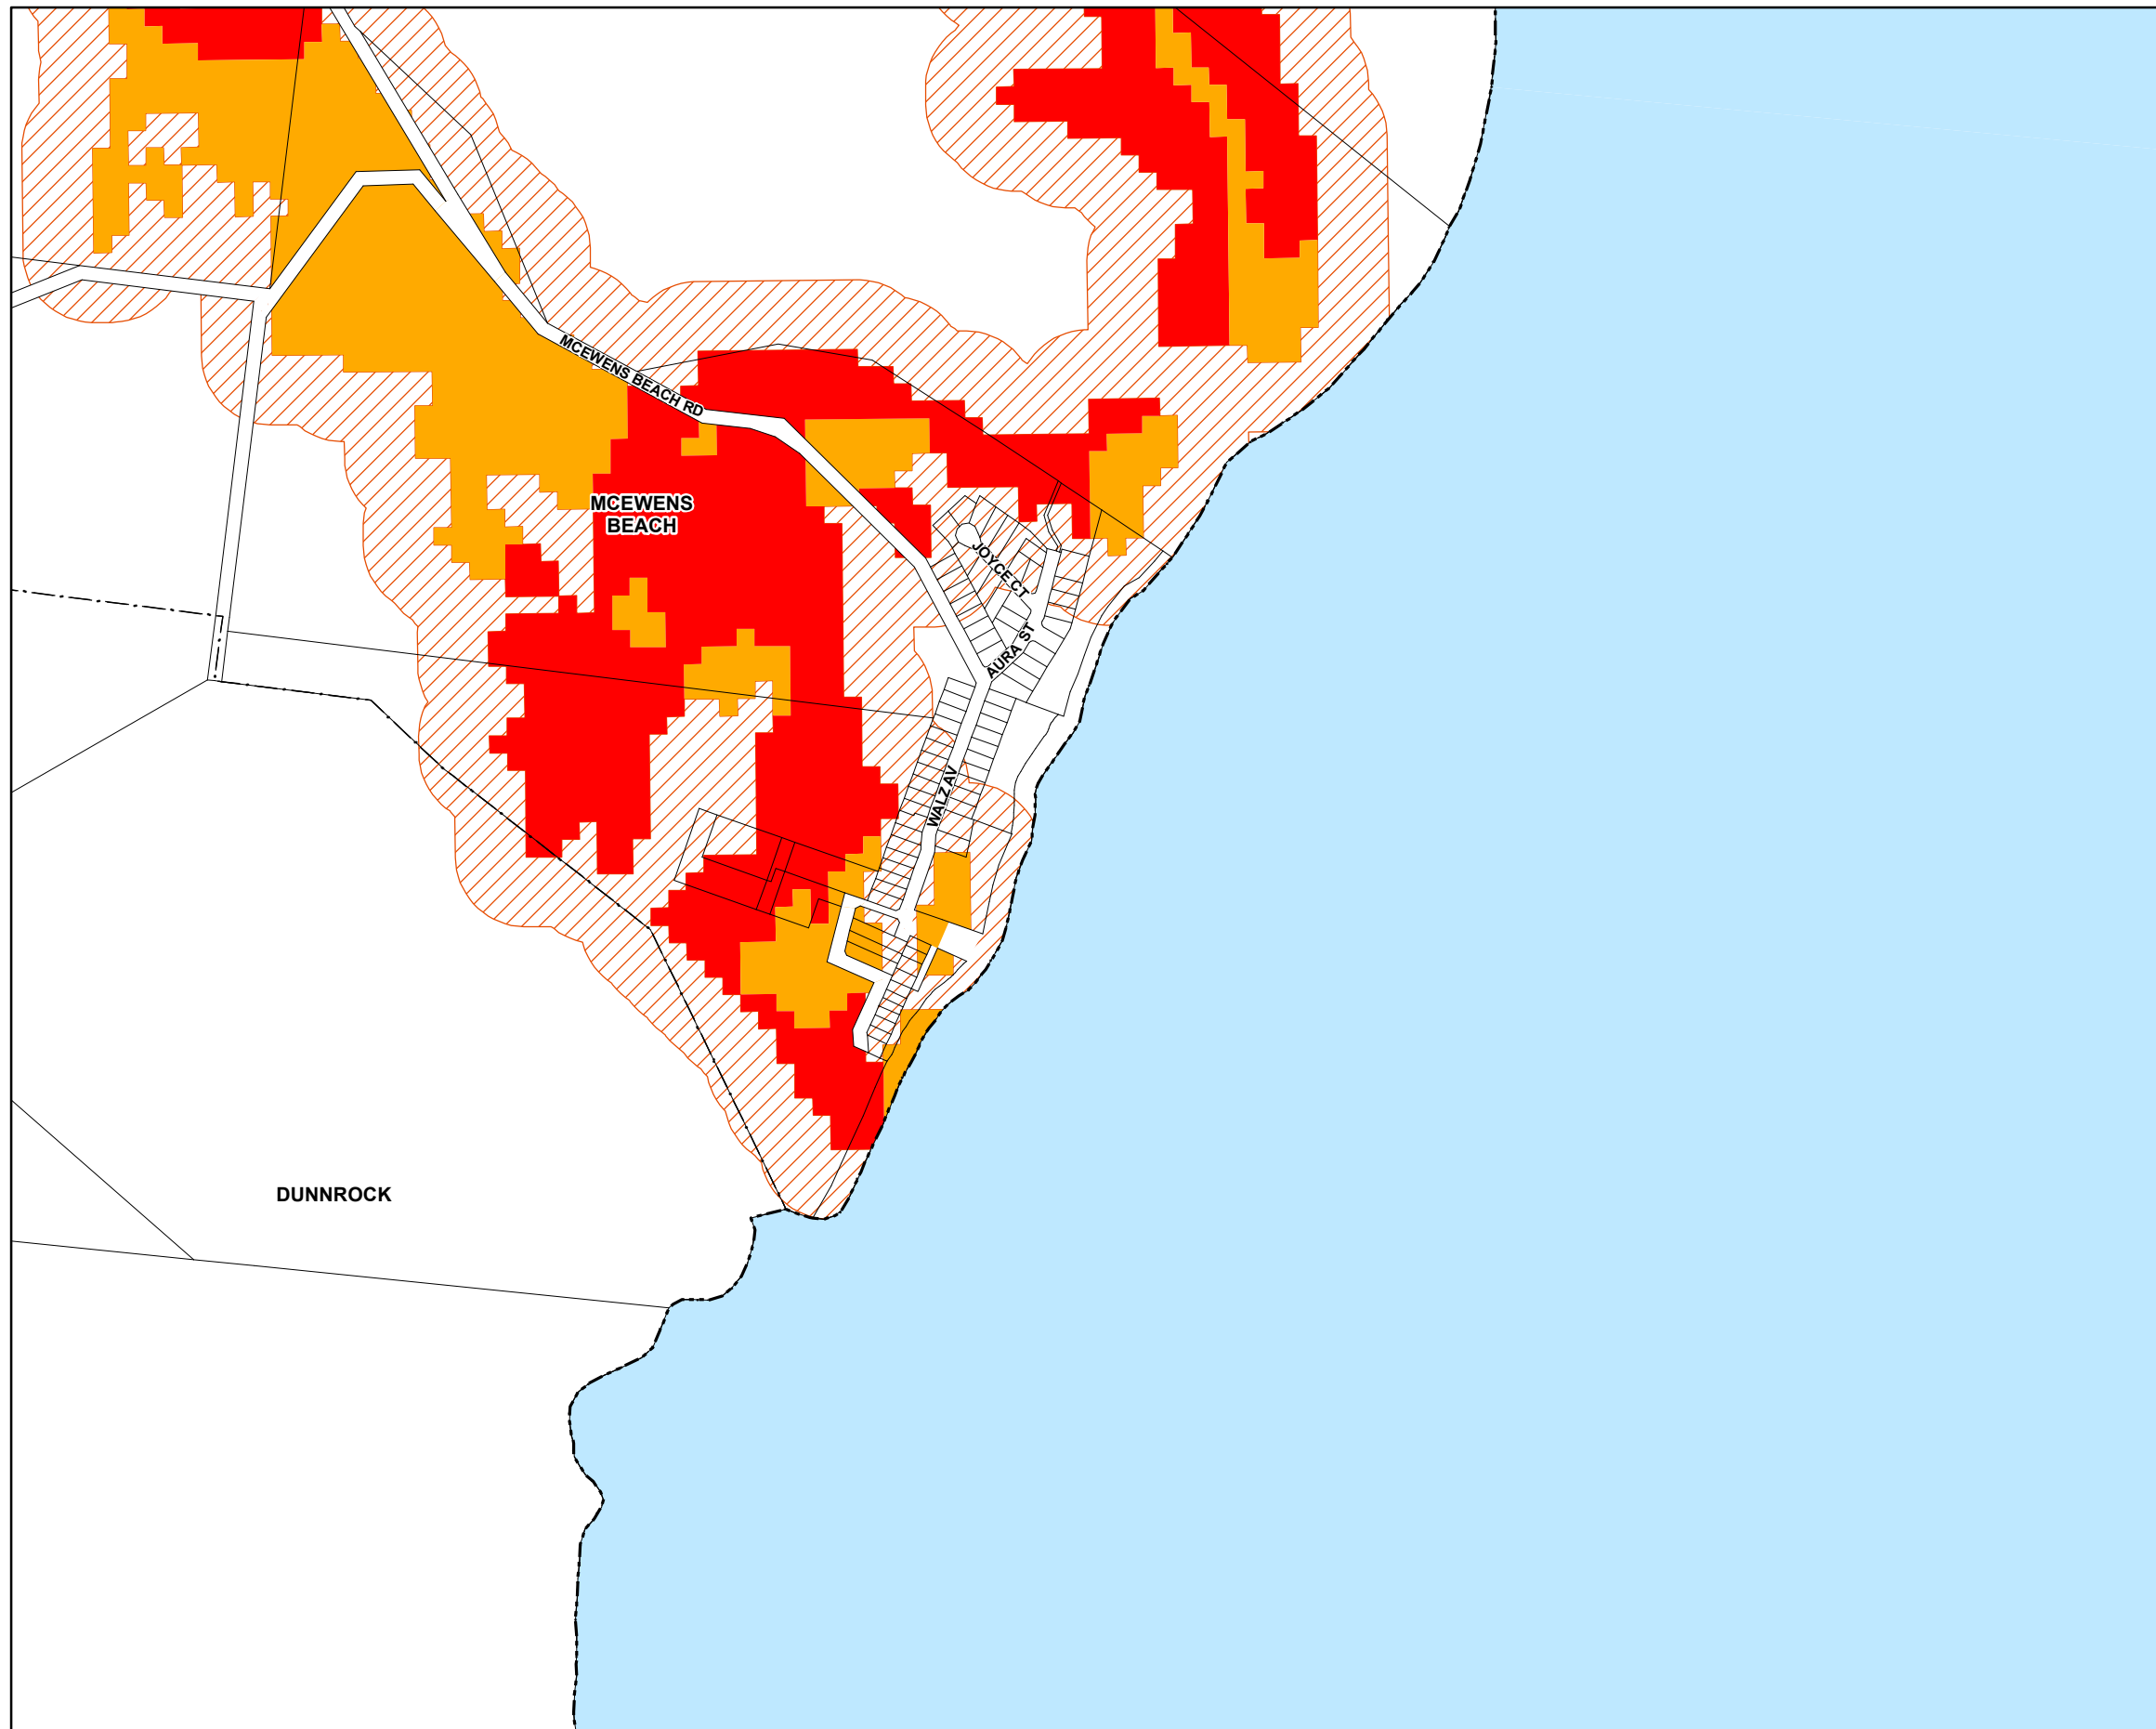 MCEWENS BEACH RD
MCEWENS
BEACH
JOYCE CT
AURA ST
WALZ AV
DUNNROCK